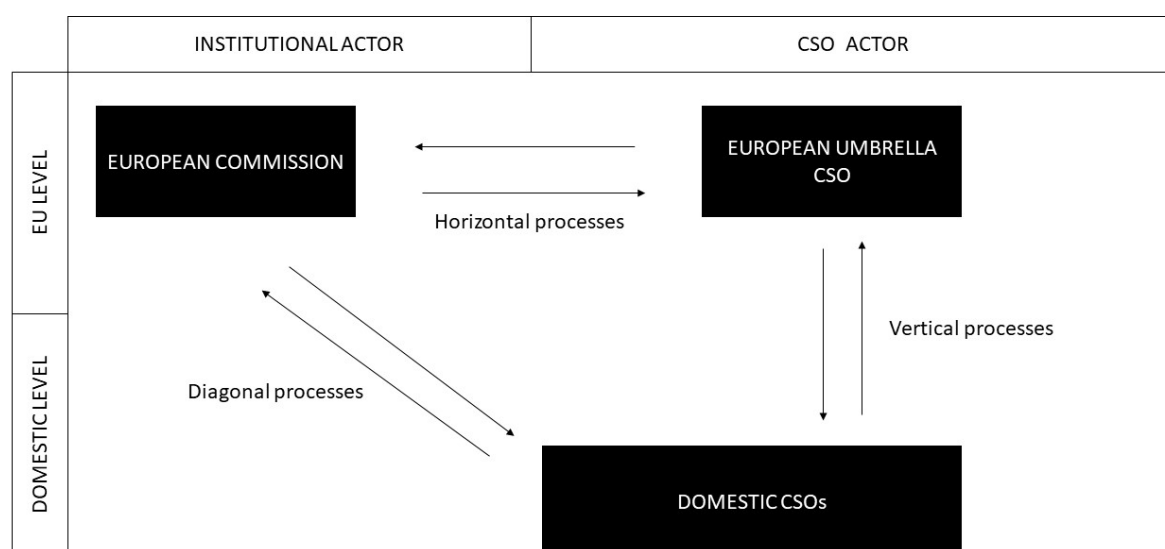 INSTITUTIONAL ACTOR
CSO ACTOR
EU LEVEL
EUROPEAN COMMISSION
EUROPEAN UMBRELLA
CSO
Horizontal processes
Vertical processes
DOMESTIC LEVEL
Diagonal processes
DOMESTIC CSOs